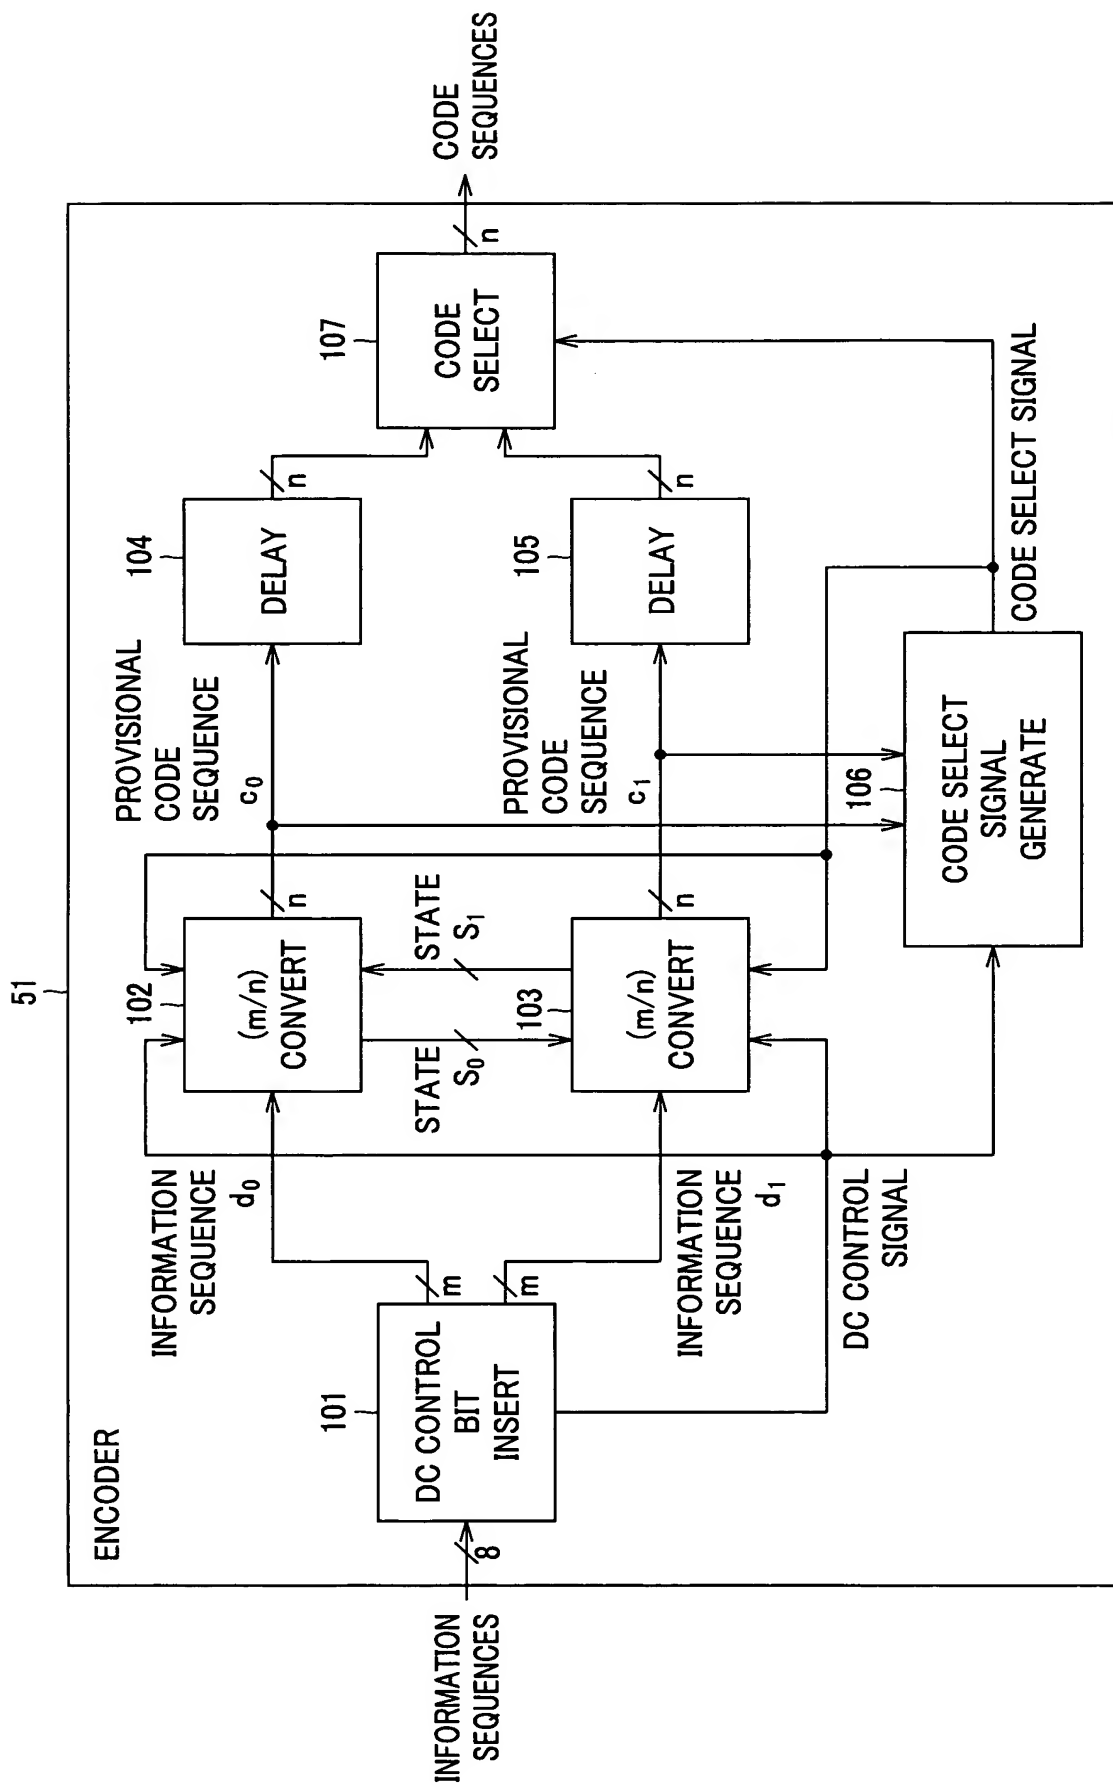 51
ENCODER
INFORMATION
SEQUENCES
8
101
DC CONTROL
BIT
INSERT
m
m
INFORMATION
SEQUENCE
d0
INFORMATION
SEQUENCE
d1
DC CONTROL
SIGNAL
102
(m/n)
CONVERT
n
STATE
S0
STATE
S1
103
(m/n)
CONVERT
n
PROVISIONAL
CODE
SEQUENCE
c0
PROVISIONAL
CODE
SEQUENCE
c1
104
DELAY
n
105
DELAY
n
106
CODE SELECT
SIGNAL
GENERATE
CODE SELECT SIGNAL
107
CODE
SELECT
n
CODE
SEQUENCES